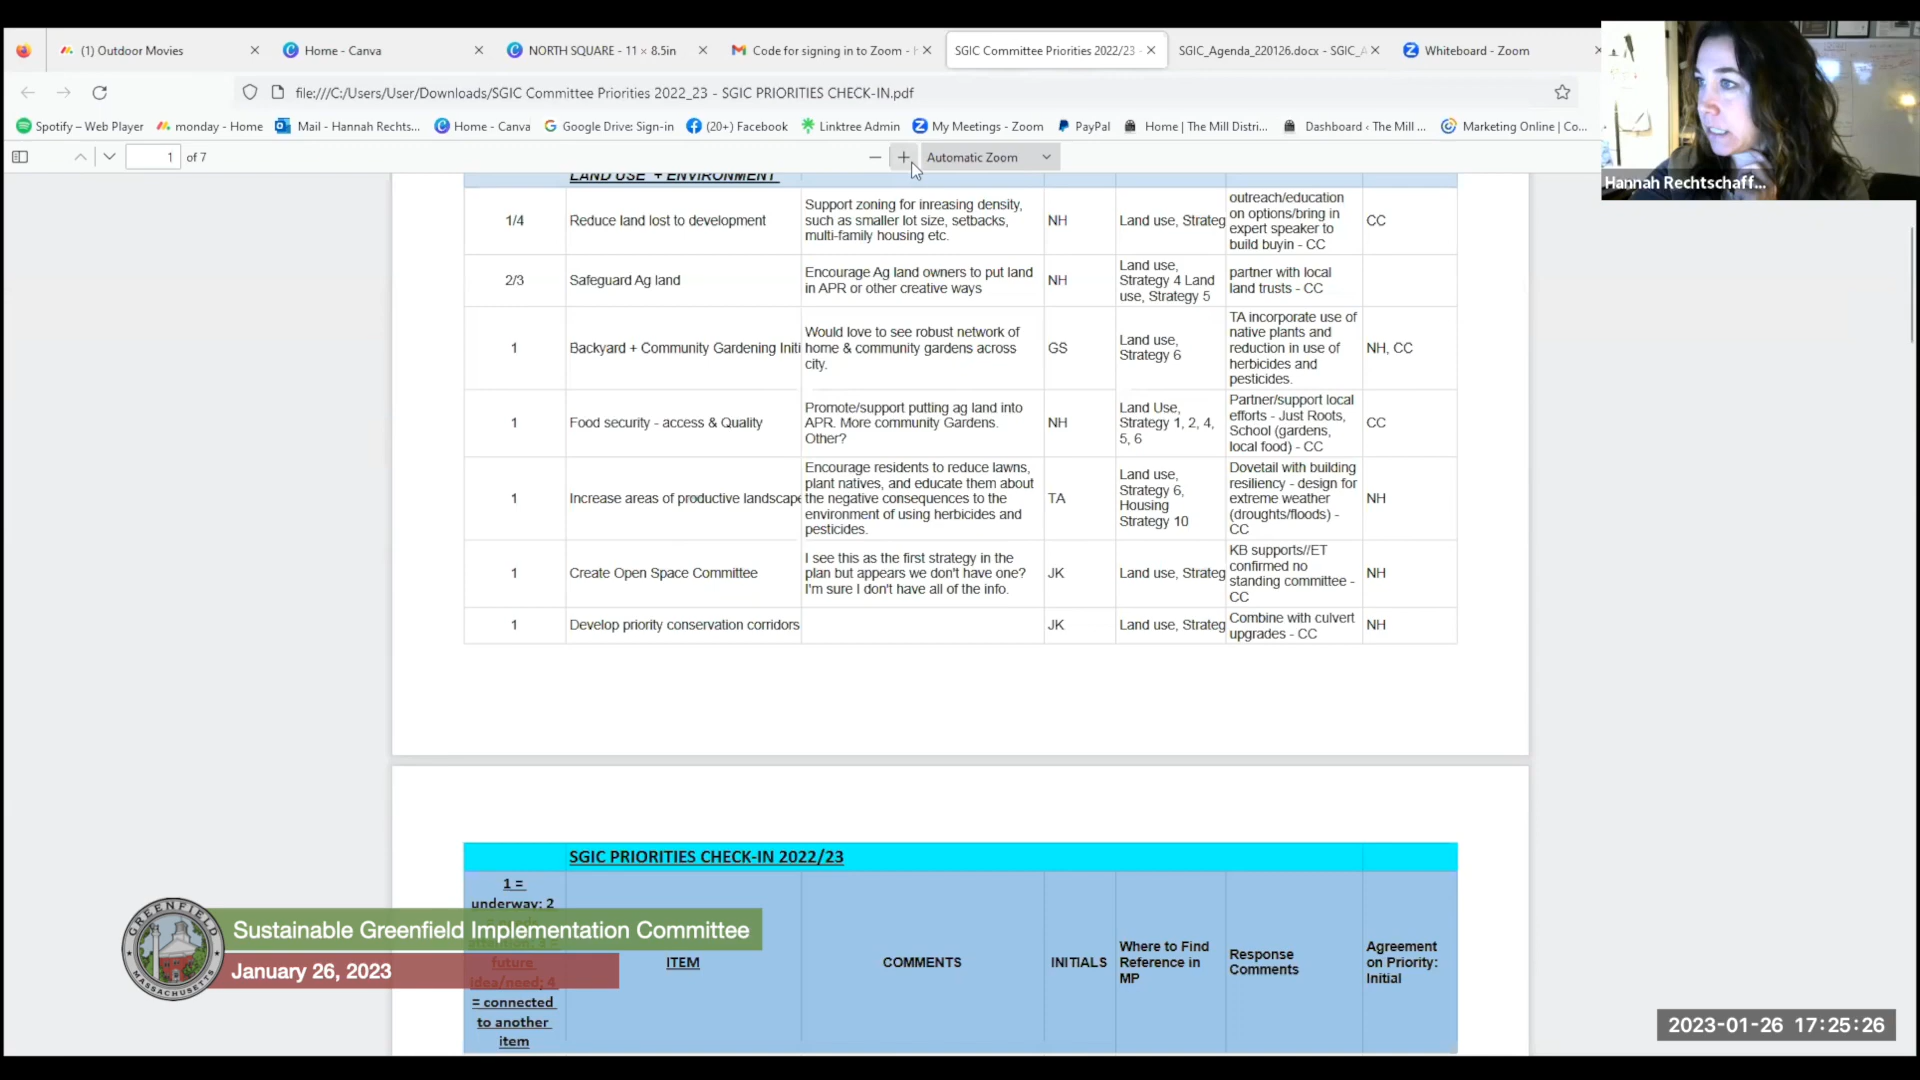 (1) Outdoor Movies
Home - Canva
NORTH SQUARE - 11 × 8.5in
Code for signing in to Zoom - H
SGIC Committee Priorities 2022/23 -
SGIC_Agenda_220126.docx - SGIC_A
Whiteboard - Zoom
file:///C:/Users/User/Downloads/SGIC Committee Priorities 2022_23 - SGIC PRIORITIES CHECK-IN.pdf
Spotify – Web Player
monday - Home
Mail - Hannah Rechts...
Home - Canva
Google Drive: Sign-in
(20+) Facebook
Linktree Admin
My Meetings - Zoom
PayPal
Home | The Mill Distri...
Dashboard ‹ The Mill ...
Marketing Online | Co...
1 of 7
Automatic Zoom
Hannah Rechtschaff...
LAND USE + ENVIRONMENT
1/4
Reduce land lost to development
Support zoning for inreasing density,
such as smaller lot size, setbacks,
multi-family housing etc.
NH
Land use, Strateg
outreach/education
on options/bring in
expert speaker to
build buyin - CC
CC
2/3
Safeguard Ag land
Encourage Ag land owners to put land
in APR or other creative ways
NH
Land use,
Strategy 4 Land
use, Strategy 5
partner with local
land trusts - CC
1
Backyard + Community Gardening Initi
Would love to see robust network of
home & community gardens across
city.
GS
Land use,
Strategy 6
TA incorporate use of
native plants and
reduction in use of
herbicides and
pesticides.
NH, CC
1
Food security - access & Quality
Promote/support putting ag land into
APR. More community Gardens.
Other?
NH
Land Use,
Strategy 1, 2, 4,
5, 6
Partner/support local
efforts - Just Roots,
School (gardens,
local food) - CC
CC
1
Increase areas of productive landscape
Encourage residents to reduce lawns,
plant natives, and educate them about
the negative consequences to the
environment of using herbicides and
pesticides.
TA
Land use,
Strategy 6,
Housing
Strategy 10
Dovetail with building
resiliency - design for
extreme weather
(droughts/floods) -
CC
NH
1
Create Open Space Committee
I see this as the first strategy in the
plan but appears we don't have one?
I'm sure I don't have all of the info.
JK
Land use, Strateg
KB supports//ET
confirmed no
standing committee -
CC
NH
1
Develop priority conservation corridors
JK
Land use, Strateg
Combine with culvert
upgrades - CC
NH
SGIC PRIORITIES CHECK-IN 2022/23
1 =
underway; 2
future
idea/need; 4
= connected
to another
item
ITEM
COMMENTS
INITIALS
Where to Find
Reference in
MP
Response
Comments
Agreement
on Priority:
Initial
GREENFIELD
MASSACHUSETTS
Sustainable Greenfield Implementation Committee
January 26, 2023
2023-01-26 17:25:26